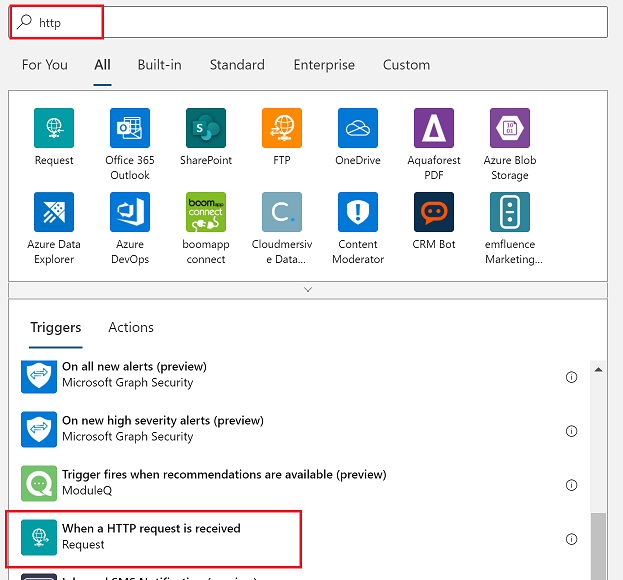 http
For You All Built-in Standard Enterprise Custom
Request Office 365 SharePoint FTP OneDrive Aquaforest Azure Blob
Outlook PDF Storage
Azure Data Azure boomapp Cloudmersiv Content CRM Bot emfluence
Explorer DevOps connect e Data... Moderator Marketing...
Triggers Actions
On all new alerts (preview)
Microsoft Graph Security
On new high severity alerts (preview)
Microsoft Graph Security
Trigger fires when recommendations are available (preview)
ModuleQ
When a HTTP request is received
Request